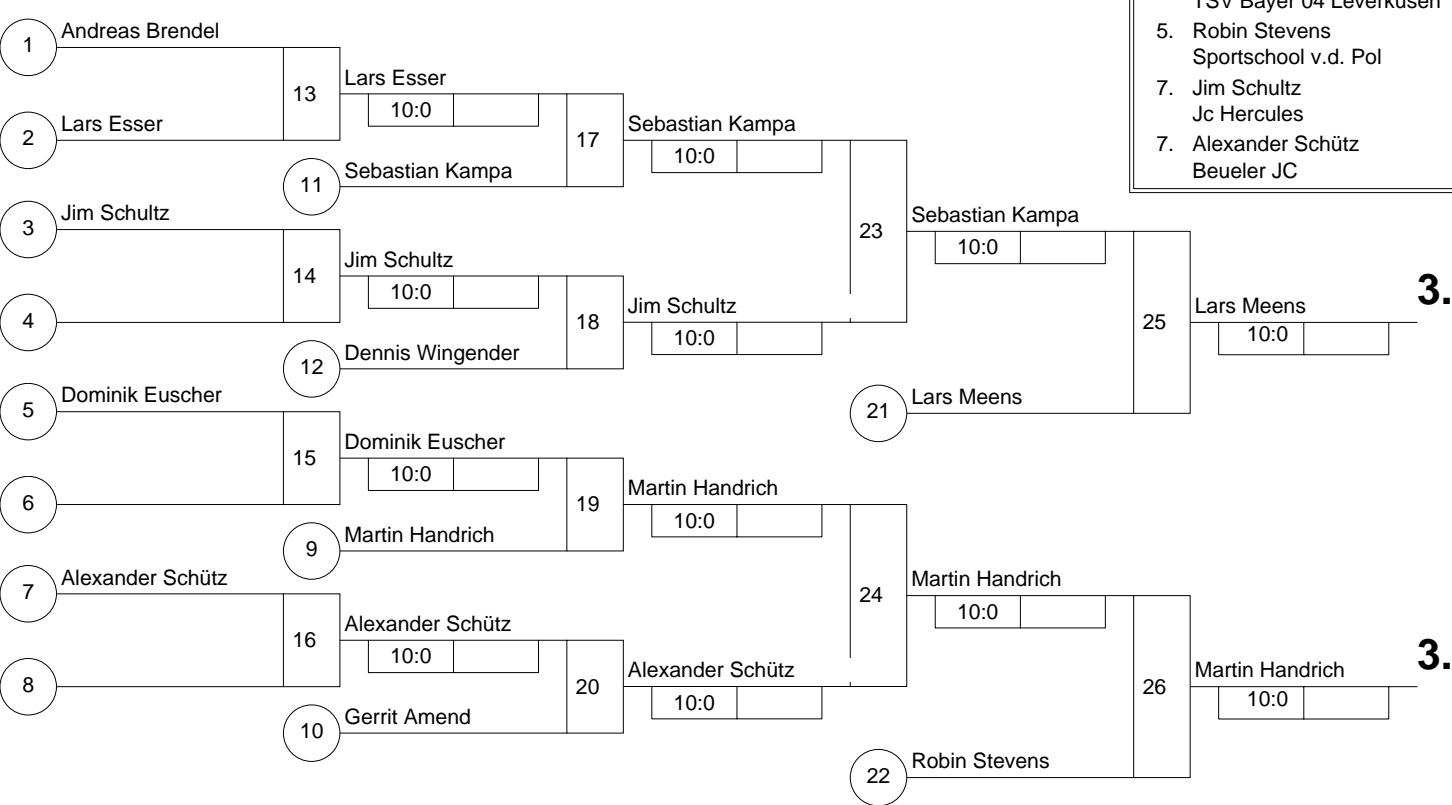 TSV Bayer 04 Leverkusen
5. Robin Stevens
Sportschool v.d. Pol
7. Jim Schultz
Jc Hercules
7. Alexander Schütz
Beueler JC
1 Andreas Brendel
13 Lars Esser
10:0
2 Lars Esser
17 Sebastian Kampa
10:0
11 Sebastian Kampa
3 Jim Schultz
23 Sebastian Kampa
10:0
14 Jim Schultz
10:0
4
18 Jim Schultz
10:0
12 Dennis Wingender
25 Lars Meens 3.
10:0
5 Dominik Euscher
21 Lars Meens
15 Dominik Euscher
10:0
6
19 Martin Handrich
10:0
9 Martin Handrich
7 Alexander Schütz
24 Martin Handrich
10:0
16 Alexander Schütz
10:0
8
20 Alexander Schütz
10:0
10 Gerrit Amend
26 Martin Handrich 3.
10:0
22 Robin Stevens